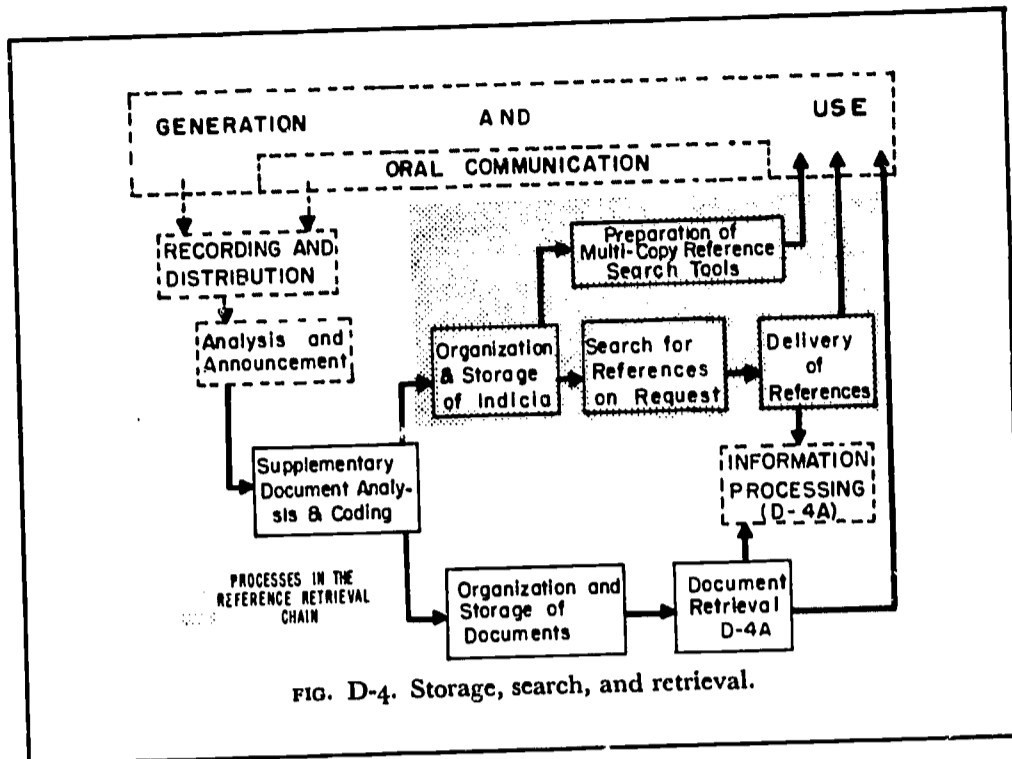 GENERATION AND USE
ORAL COMMUNICATION
RECORDING AND
DISTRIBUTION
Analysis and
Announcement
Preparation of
Multi-Copy Reference
Search Tools
Organization
& Storage
of Indicia
Search for
References
on Request
Delivery
of
References
Supplementary
Document Analy-
sis & Coding
INFORMATION
PROCESSING
(D-4A)
PROCESSES IN THE
REFERENCE RETRIEVAL
CHAIN
Organization and
Storage of
Documents
Document
Retrieval
D-4A
FIG. D-4. Storage, search, and retrieval.